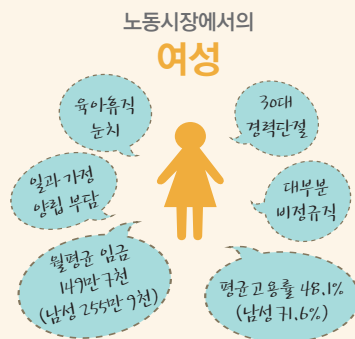 노동시장에서의
여성
육아휴직
눈치
30대
경력단절
일과 가정
양립 부담
대부분
비정규직
월평균 임금
149만 7천
(남성 255만 9천)
평균고용률 48.1%
(남성 71.6%)